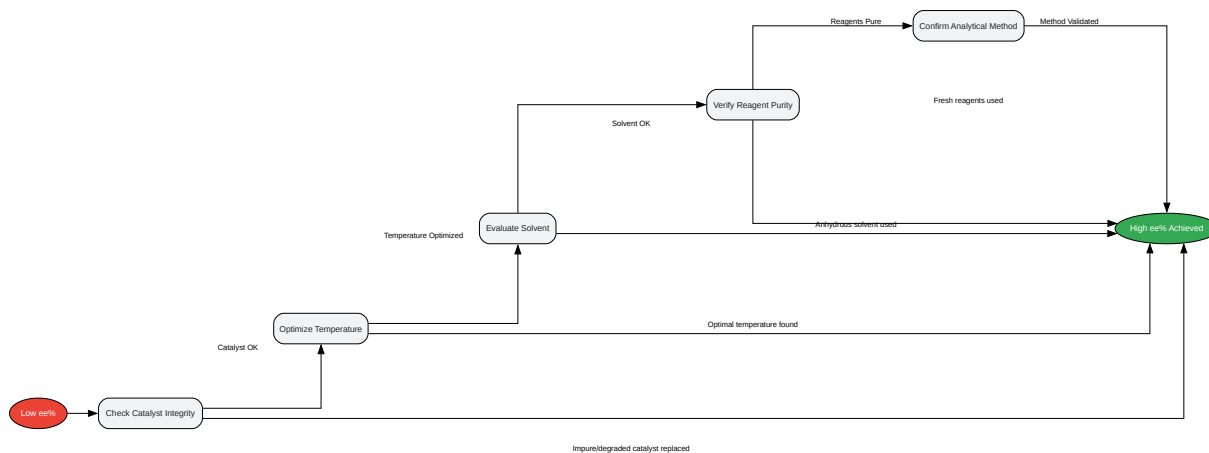 Reagents Pure
Confirm Analytical Method
Method Validated
Verify Reagent Purity
Fresh reagents used
Solvent OK
Anhydrous solvent used
Evaluate Solvent
High ee% Achieved
Temperature Optimized
Optimal temperature found
Optimize Temperature
Catalyst OK
Low ee%
Check Catalyst Integrity
Impure/degraded catalyst replaced